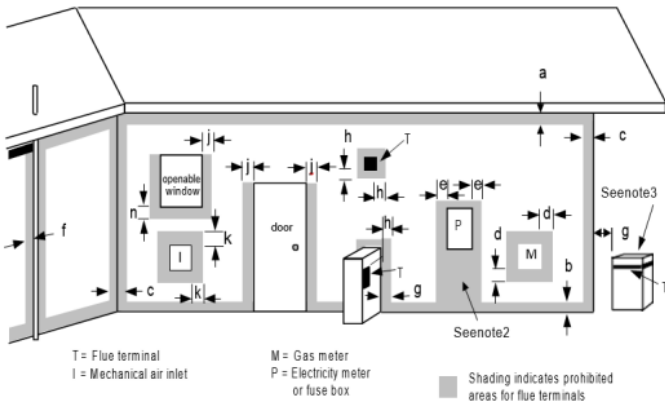 a
h
T
c
j
j
j
openable
window
h
e
e
Seenote3
n
f
door
h
P
d
d
g
k
I
M
T
b
c
k
g
T
Seenote2
T = Flue terminal
I = Mechanical air inlet
M = Gas meter
P = Electricity meter
or fuse box
Shading indicates prohibited
areas for flue terminals